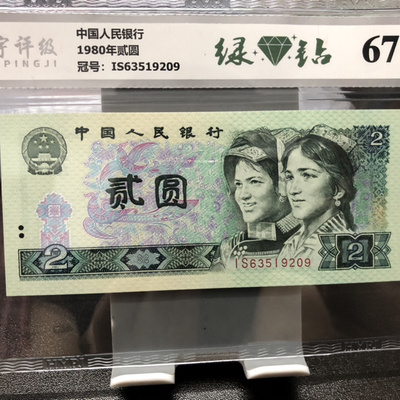 宇评级
PINGJI
中国人民银行
1980年贰圆
冠号: IS63519209
绿 钻
67
中国人民银行
2
贰圆
IS63519209
2
2